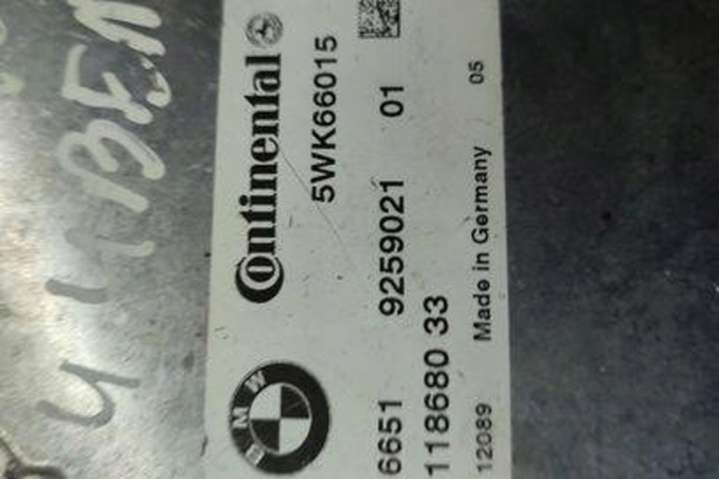 Continental
5WK66015
BMW
6651 9259021 01
118680 33
12089 Made in Germany 05